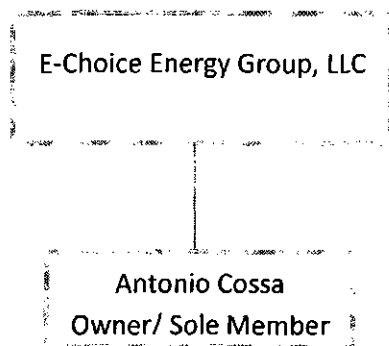 E-Choice Energy Group, LLC
Antonio Cossa
Owner/ Sole Member